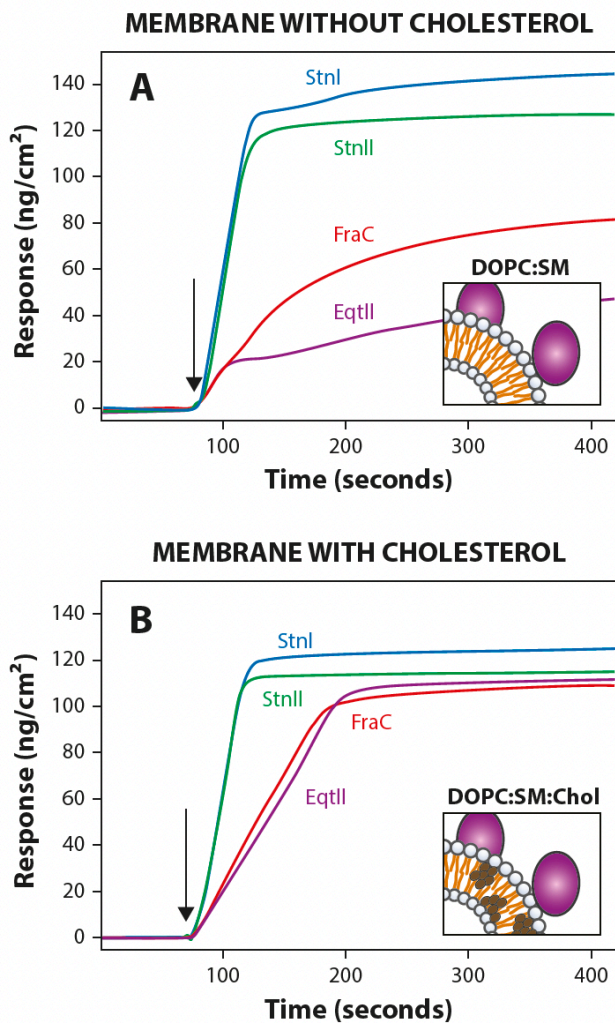 MEMBRANE WITHOUT CHOLESTEROL
A
Response (ng/cm²)
140
120
100
80
60
40
20
0
StnI
StnII
FraC
EqtII
DOPC:SM
100 200 300 400
Time (seconds)
MEMBRANE WITH CHOLESTEROL
B
Response (ng/cm²)
140
120
100
80
60
40
20
0
StnI
StnII
FraC
EqtII
DOPC:SM:Chol
100 200 300 400
Time (seconds)